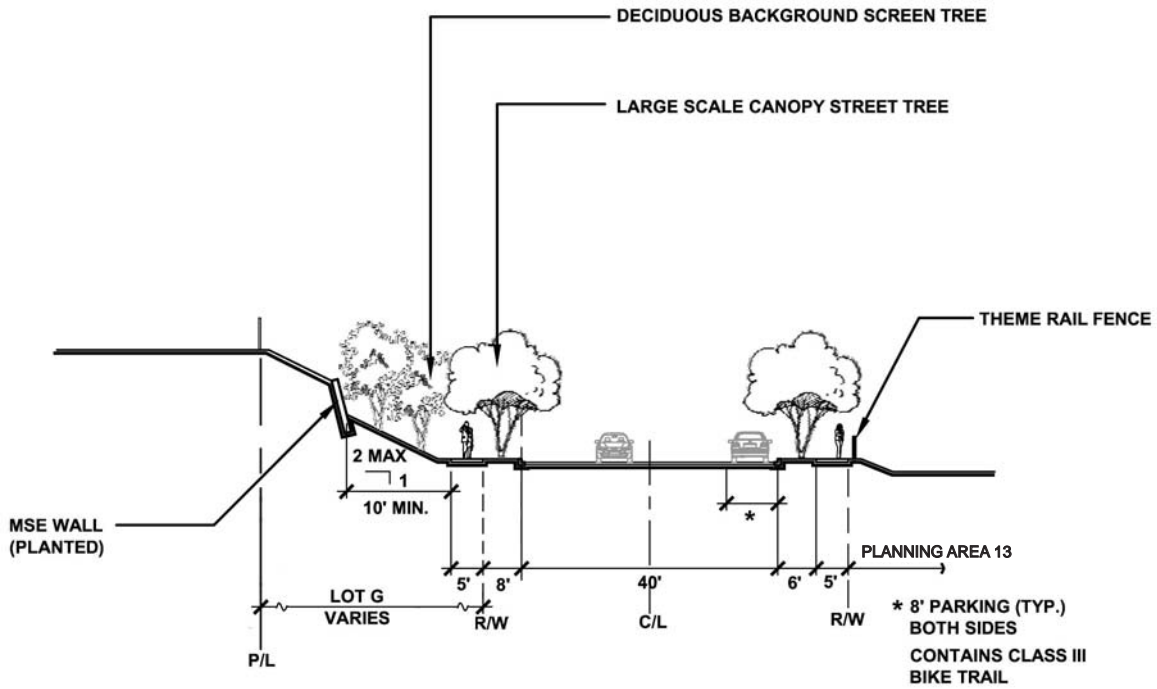 DECIDUOUS BACKGROUND SCREEN TREE
LARGE SCALE CANOPY STREET TREE
THEME RAIL FENCE
2 MAX
1
10' MIN.
MSE WALL
(PLANTED)
*
PLANNING AREA 13
5'
8'
40'
6'
5'
LOT G
VARIES
R/W
C/L
R/W
P/L
* 8' PARKING (TYP.)
BOTH SIDES
CONTAINS CLASS III
BIKE TRAIL